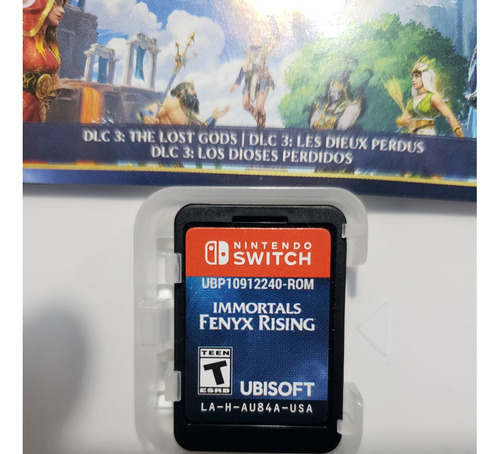 DLC 3: THE LOST GODS | DLC 3: LES DIEUX PERDUS
DLC 3: LOS DIOSES PERDIDOS
NINTENDO
SWITCH
UBP10912240-ROM
IMMORTALS
FENYX RISING
TEEN
T
ESRB
UBISOFT
LA-H-AU84A-USA